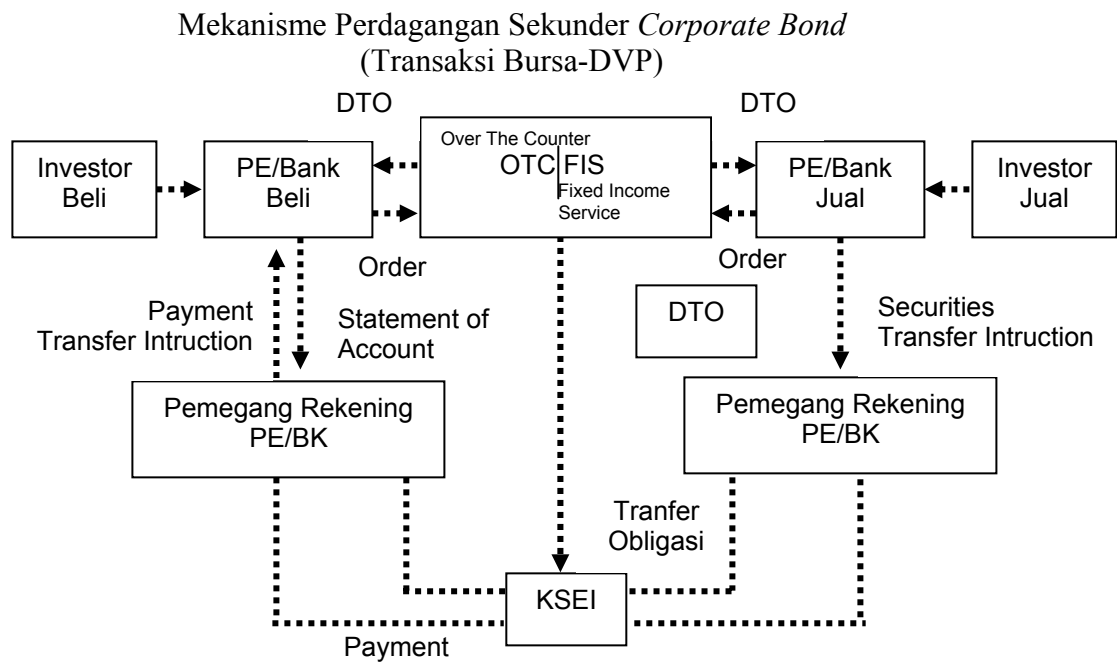 Mekanisme Perdagangan Sekunder Corporate Bond
(Transaksi Bursa-DVP)
DTO
DTO
Investor
Beli
PE/Bank
Beli
Over The Counter
OTC FIS
Fixed Income
Service
PE/Bank
Jual
Investor
Jual
Order
Order
Payment
Transfer Intruction
Statement of
Account
DTO
Securities
Transfer Intruction
Pemegang Rekening
PE/BK
Pemegang Rekening
PE/BK
Tranfer
Obligasi
KSEI
Payment